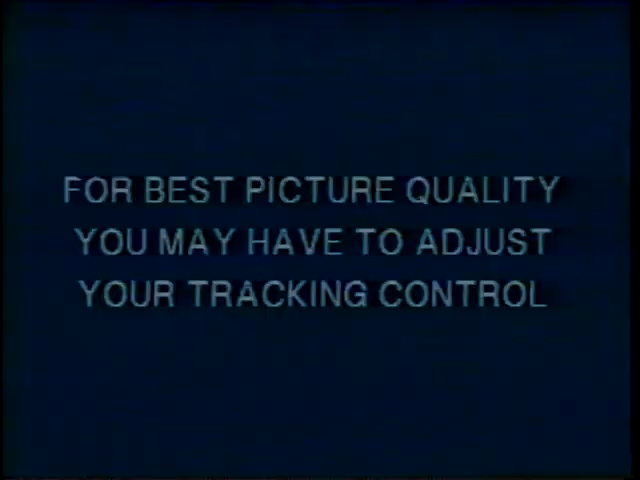 FOR BEST PICTURE QUALITY
YOU MAY HAVE TO ADJUST
YOUR TRACKING CONTROL